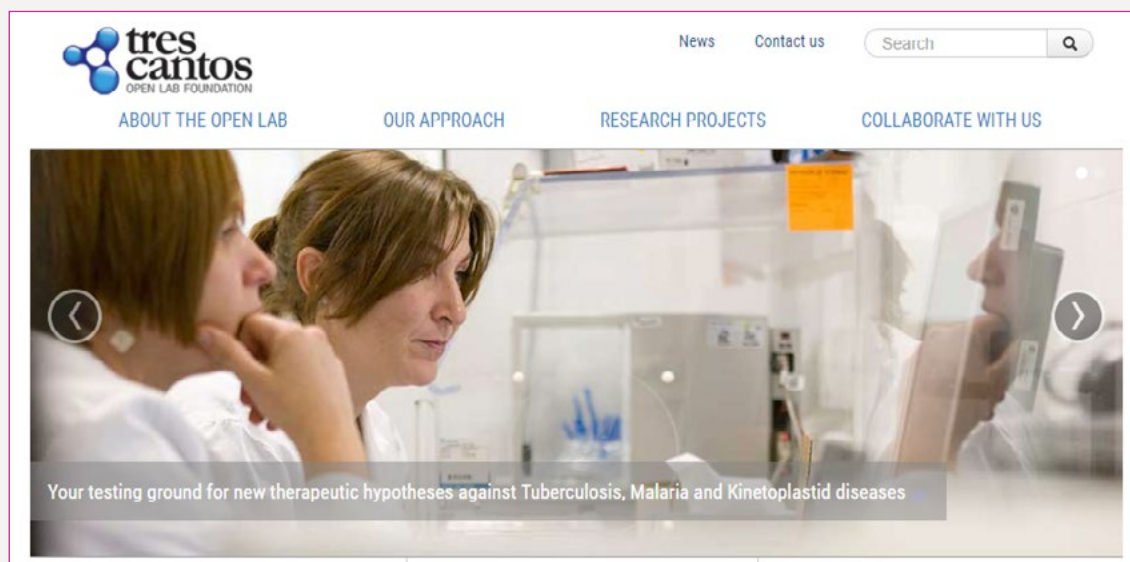 tres
cantos
OPEN LAB FOUNDATION
News Contact us Search
ABOUT THE OPEN LAB OUR APPROACH RESEARCH PROJECTS COLLABORATE WITH US
Your testing ground for new therapeutic hypotheses against Tuberculosis, Malaria and Kinetoplastid diseases